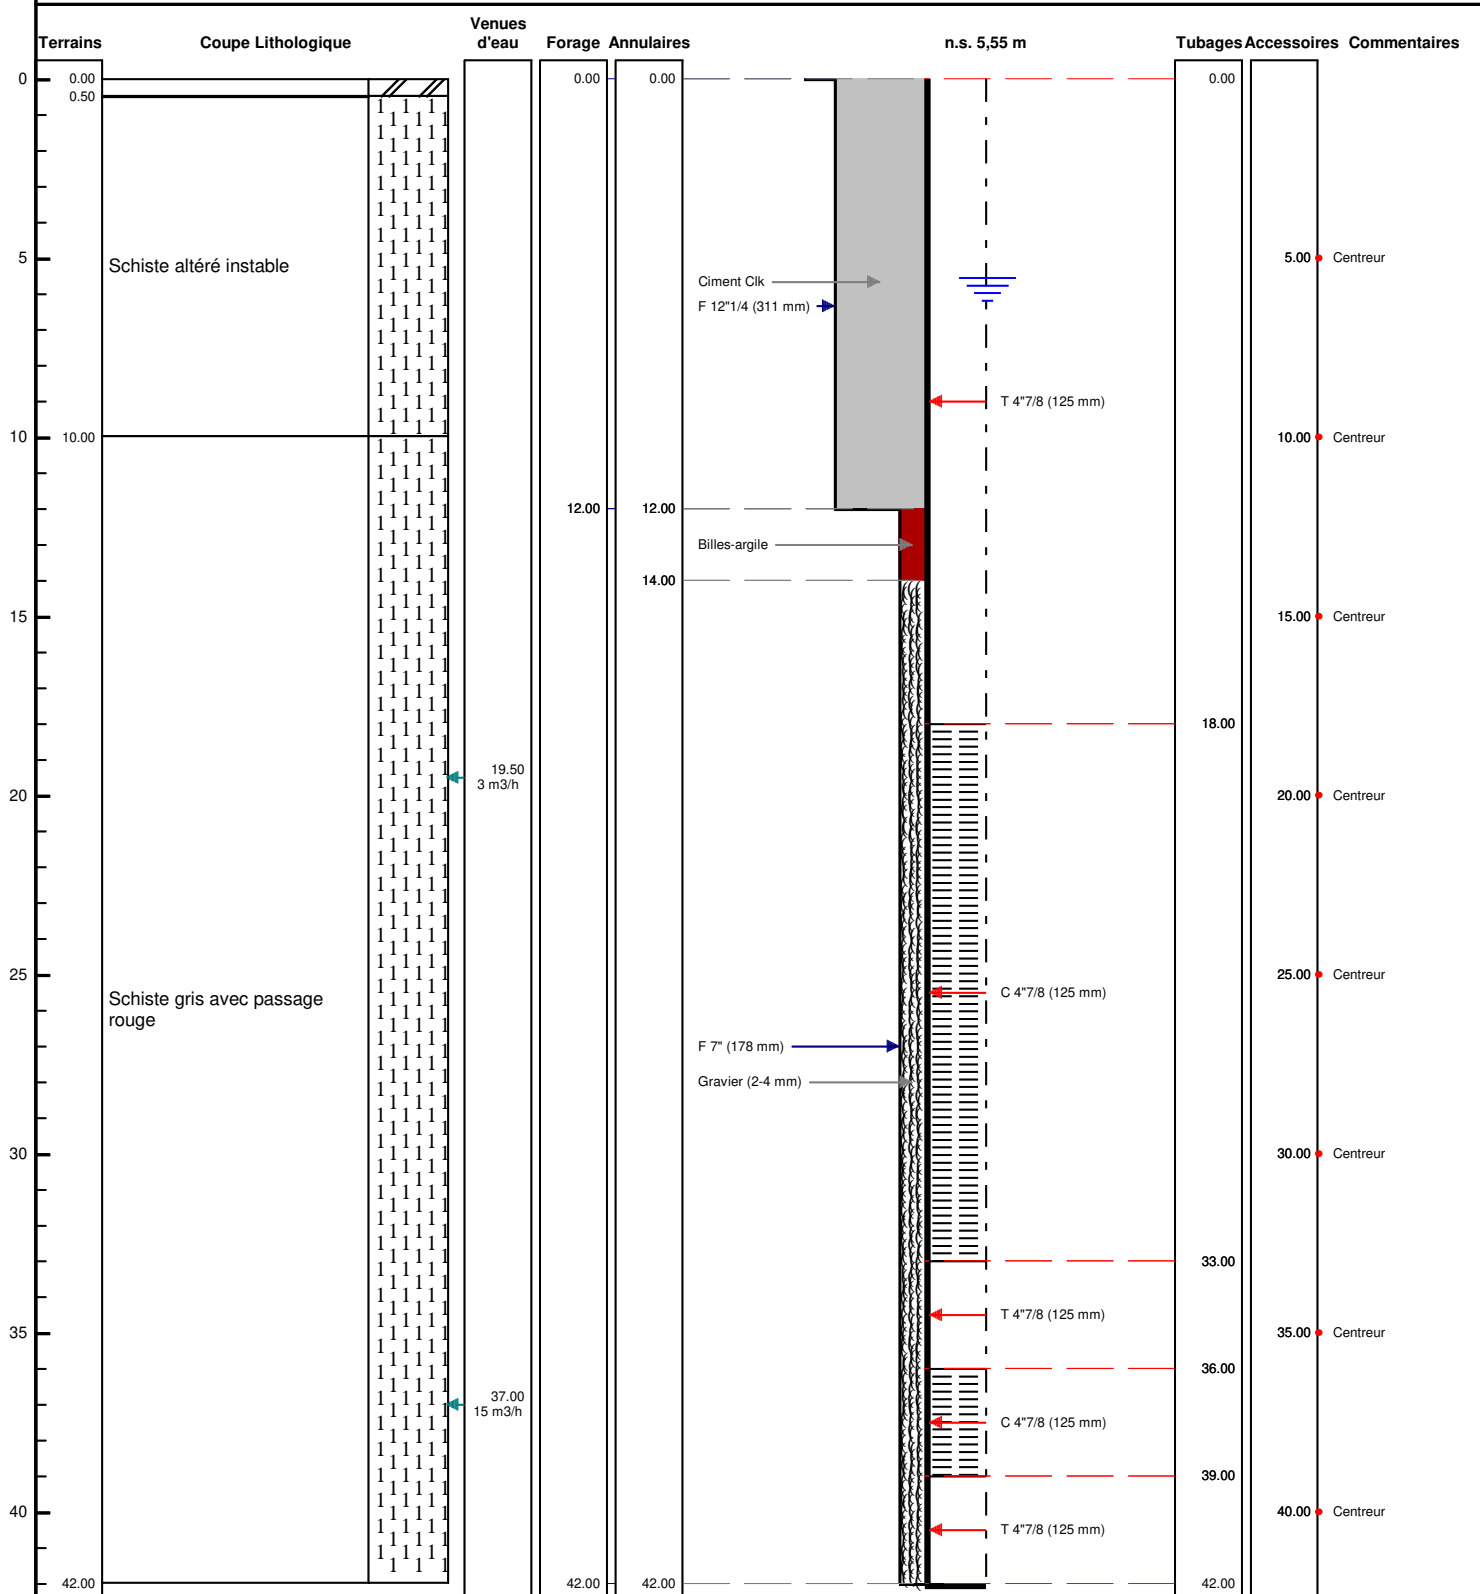 Terrains Coupe Lithologique Venues d'eau Forage Annulaires n.s. 5,55 m Tubages Accessoires Commentaires
0 0.00 0.00 0.00 0.00
0.50
5 Schiste altéré instable 5.00 Centreur
Ciment Clk
F 12"1/4 (311 mm)
T 4"7/8 (125 mm)
10 10.00 10.00 Centreur
12.00 12.00
Billes-argile
14.00
15 15.00 Centreur
18.00
19.50
3 m3/h
20 20.00 Centreur
25 25.00 Centreur
C 4"7/8 (125 mm)
Schiste gris avec passage
rouge
F 7" (178 mm)
Gravier (2-4 mm)
30 30.00 Centreur
33.00
T 4"7/8 (125 mm)
35 35.00 Centreur
36.00
37.00
15 m3/h
C 4"7/8 (125 mm)
39.00
40 40.00 Centreur
T 4"7/8 (125 mm)
42.00 42.00 42.00 42.00